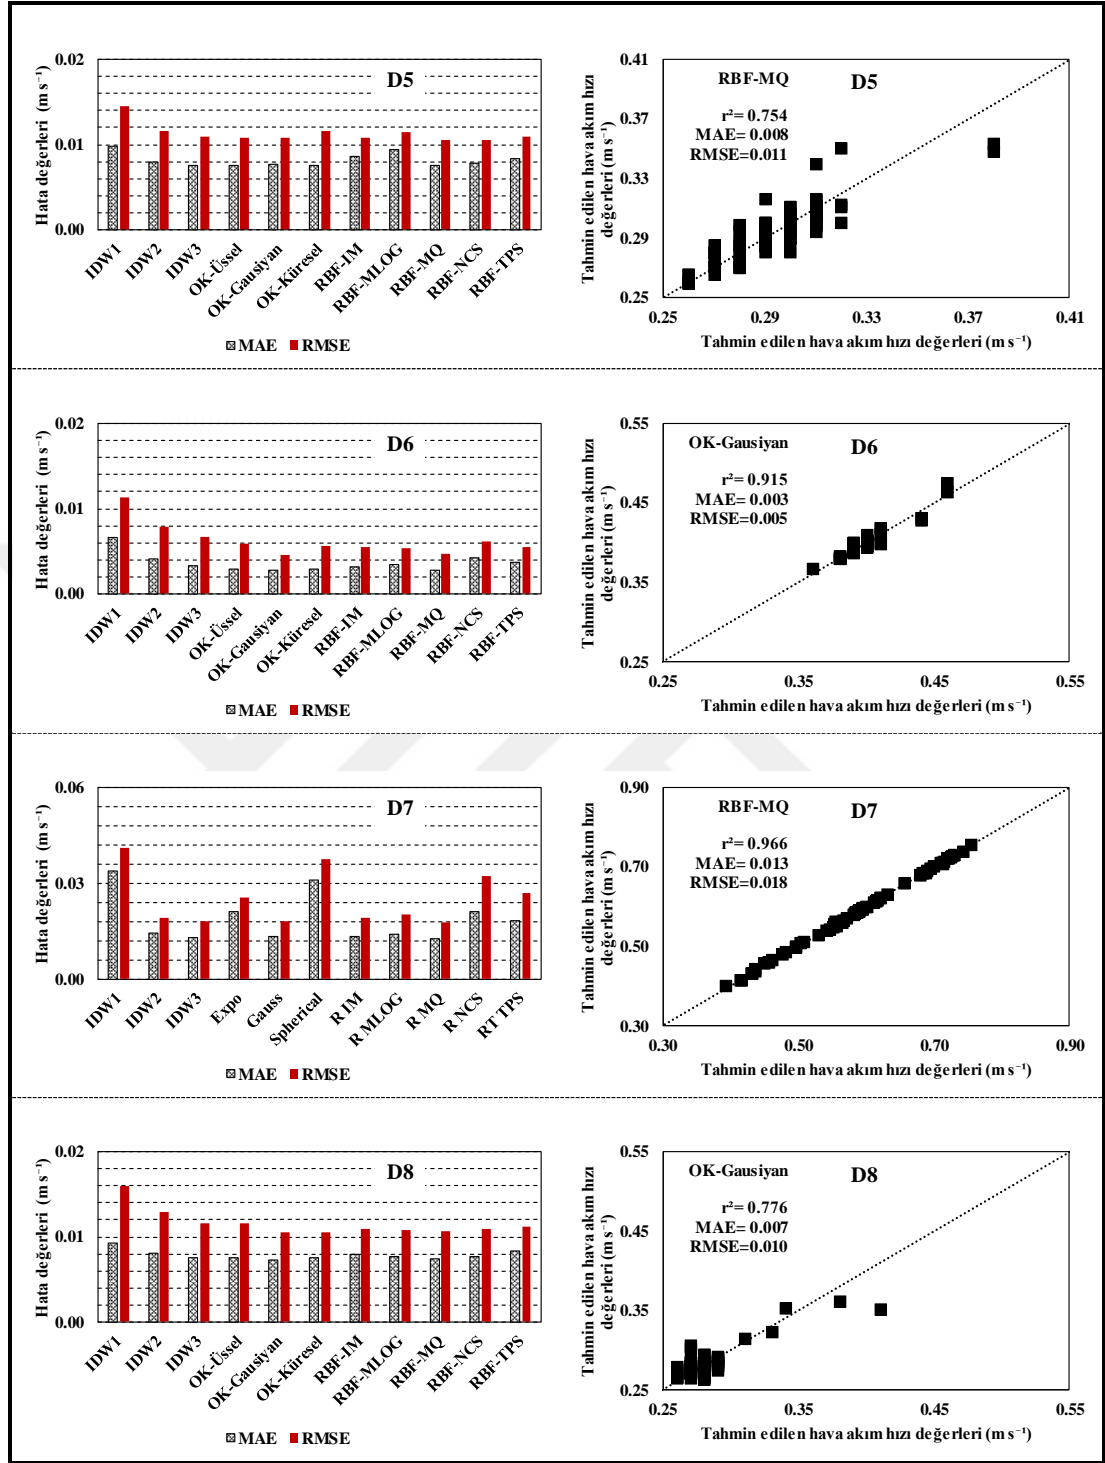 0.02
0.01
0.00
Hata değerleri (m s⁻¹)
D5
IDW1
IDW2
IDW3
OK-Üssel
OK-Gausiyan
OK-Küresel
RBF-IM
RBF-MLOG
RBF-MQ
RBF-NCS
RBF-TPS
MAE RMSE
0.41
0.37
0.33
0.29
0.25
Tahmin edilen hava akım hızı
değerleri (m s⁻¹)
RBF-MQ
D5
r²= 0.754
MAE= 0.008
RMSE=0.011
0.25 0.29 0.33 0.37 0.41
Tahmin edilen hava akım hızı değerleri (m s⁻¹)
0.02
0.01
0.00
Hata değerleri (m s⁻¹)
D6
IDW1
IDW2
IDW3
OK-Üssel
OK-Gausiyan
OK-Küresel
RBF-IM
RBF-MLOG
RBF-MQ
RBF-NCS
RBF-TPS
MAE RMSE
0.55
0.45
0.35
0.25
Tahmin edilen hava akım hızı
değerleri (m s⁻¹)
OK-Gausiyan
D6
r²= 0.915
MAE= 0.003
RMSE=0.005
0.25 0.35 0.45 0.55
Tahmin edilen hava akım hızı değerleri (m s⁻¹)
0.06
0.03
0.00
Hata değerleri (m s⁻¹)
D7
IDW1
IDW2
IDW3
Expo
Gauss
Spherical
R IM
R MLOG
R MQ
R NCS
RT TPS
MAE RMSE
0.90
0.70
0.50
0.30
Tahmin edilen hava akım hızı
değerleri (m s⁻¹)
RBF-MQ
D7
r²= 0.966
MAE= 0.013
RMSE=0.018
0.30 0.50 0.70 0.90
Tahmin edilen hava akım hızı değerleri (m s⁻¹)
0.02
0.01
0.00
Hata değerleri (m s⁻¹)
D8
IDW1
IDW2
IDW3
OK-Üssel
OK-Gausiyan
OK-Küresel
RBF-IM
RBF-MLOG
RBF-MQ
RBF-NCS
RBF-TPS
MAE RMSE
0.55
0.45
0.35
0.25
Tahmin edilen hava akım hızı
değerleri (m s⁻¹)
OK-Gausiyan
D8
r²= 0.776
MAE= 0.007
RMSE=0.010
0.25 0.35 0.45 0.55
Tahmin edilen hava akım hızı değerleri (m s⁻¹)